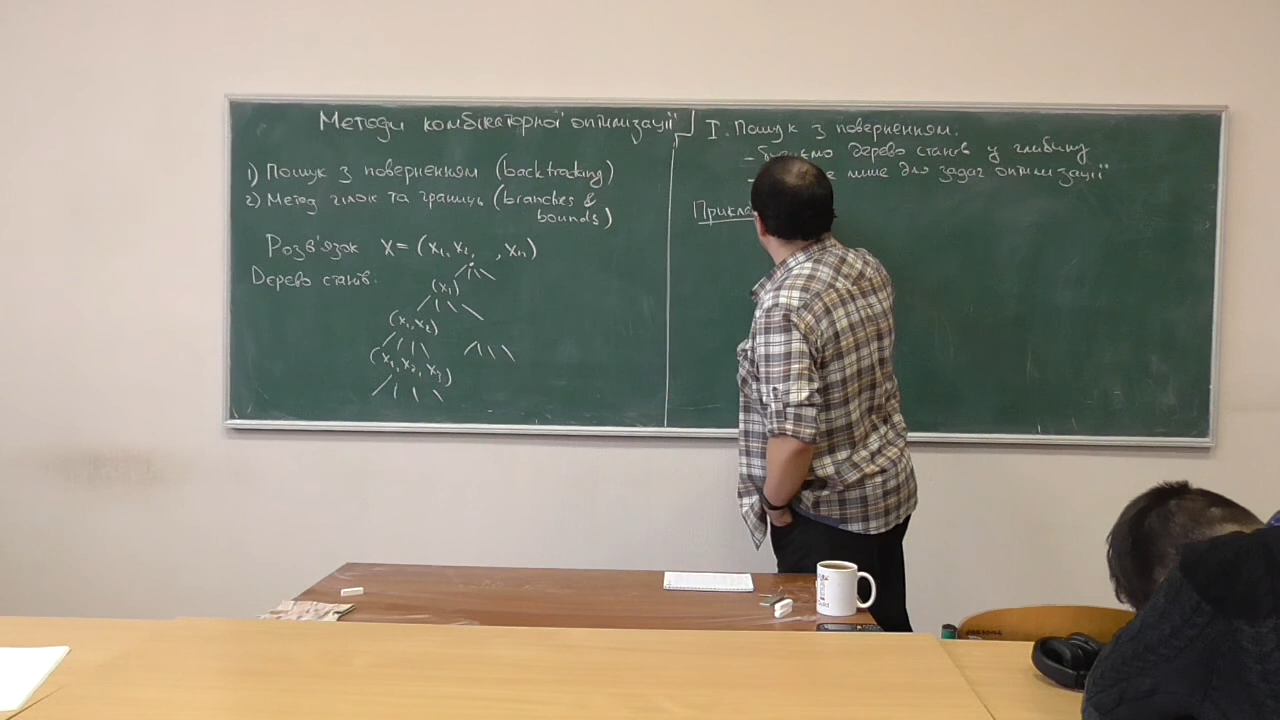 Методи комбінаторної оптимізації
1) Пошук з поверненням (backtracking)
2) Метод гілок та границь (branches &
bounds)
Розв'язок X = (x₁, x₂, , xₙ)
Дерево станів.
(x₁)
(x₁, x₂)
(x₁, x₂, x₃)
I. Пошук з поверненням.
- будуємо дерево станів у глибину
- лише для задач оптимізації